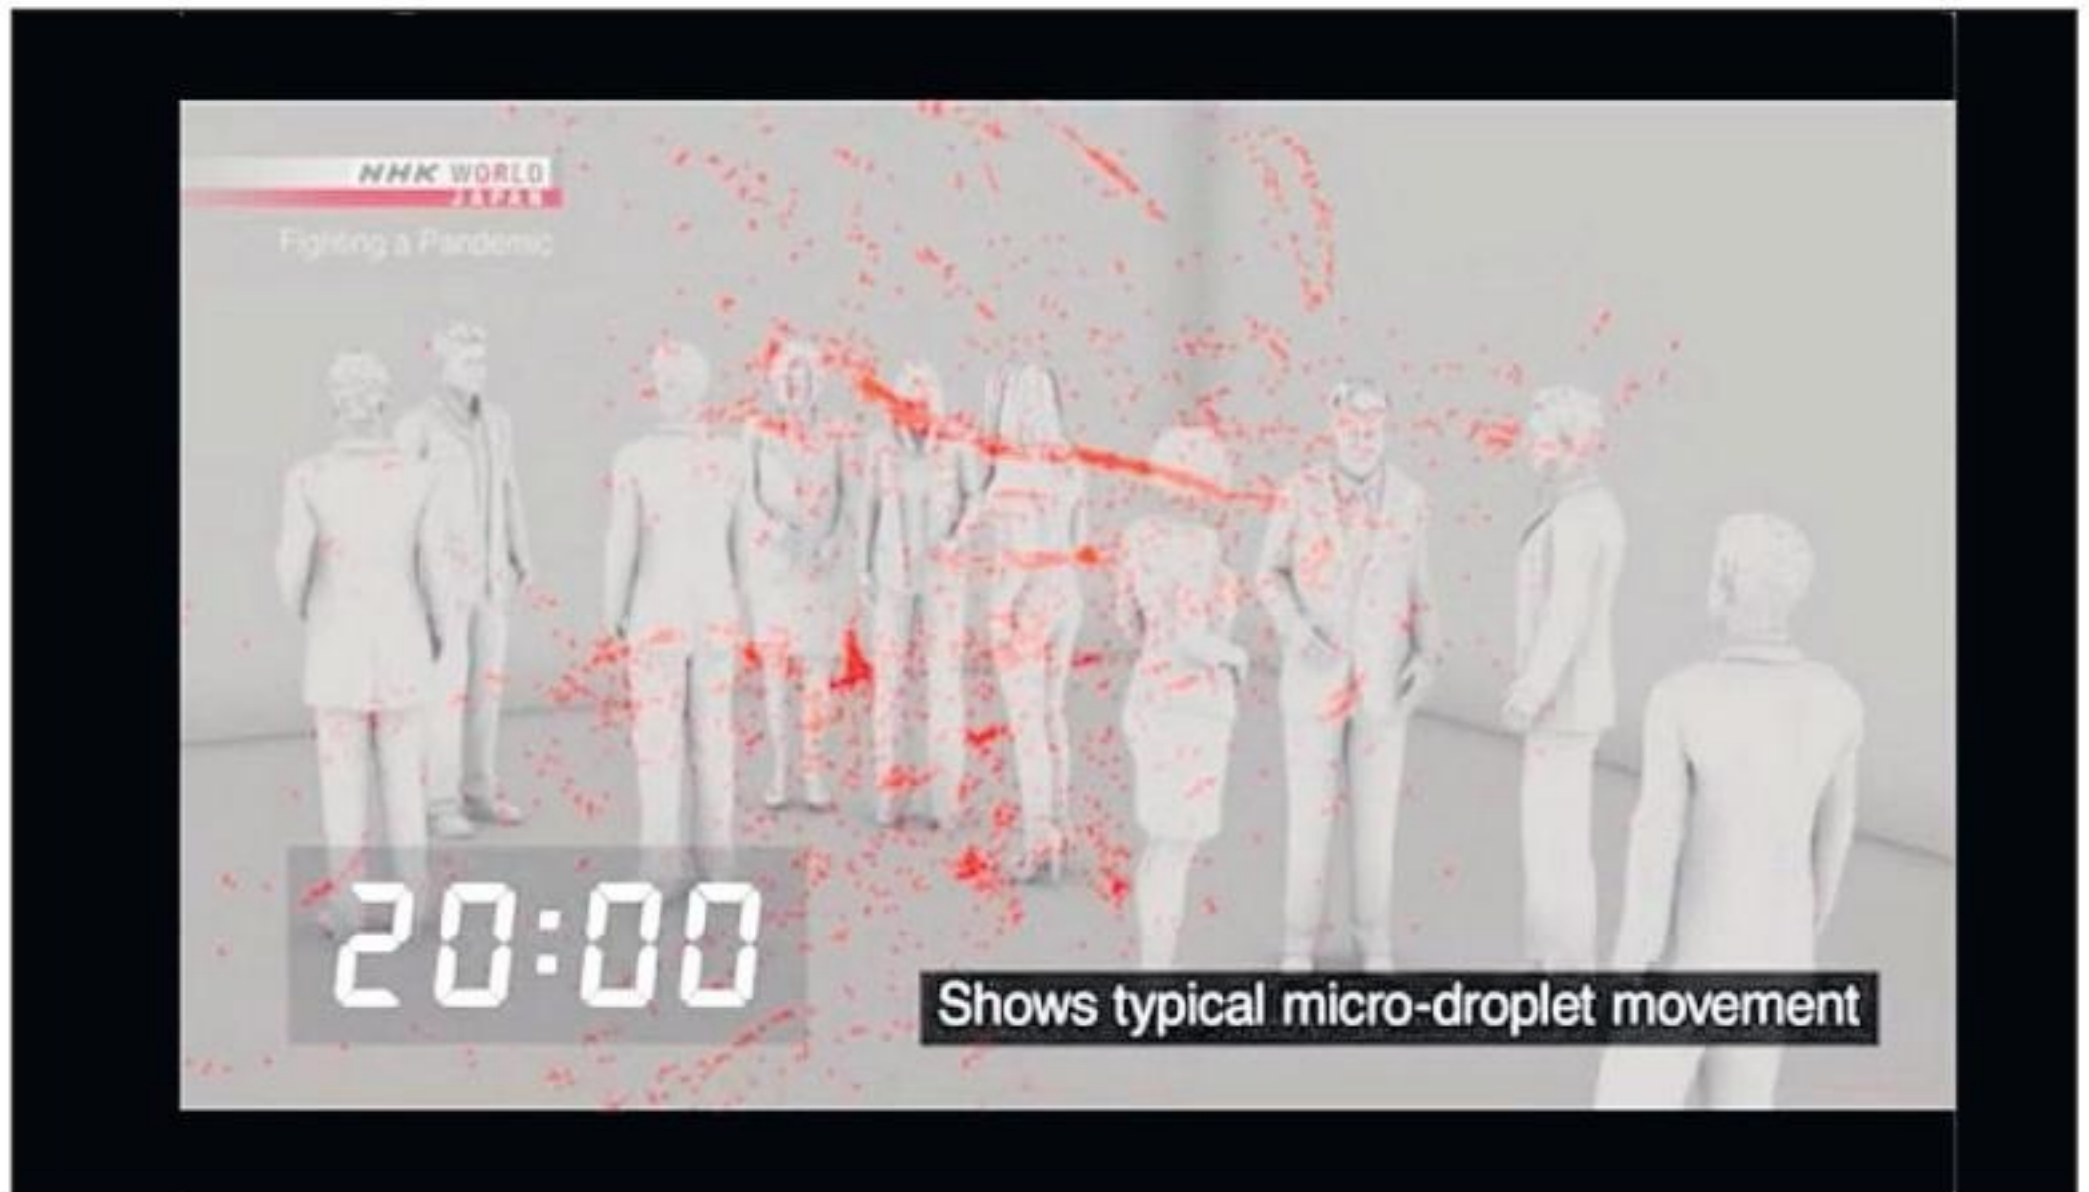 NHK WORLD
JAPAN
Fighting a Pandemic
20:00
Shows typical micro-droplet movement